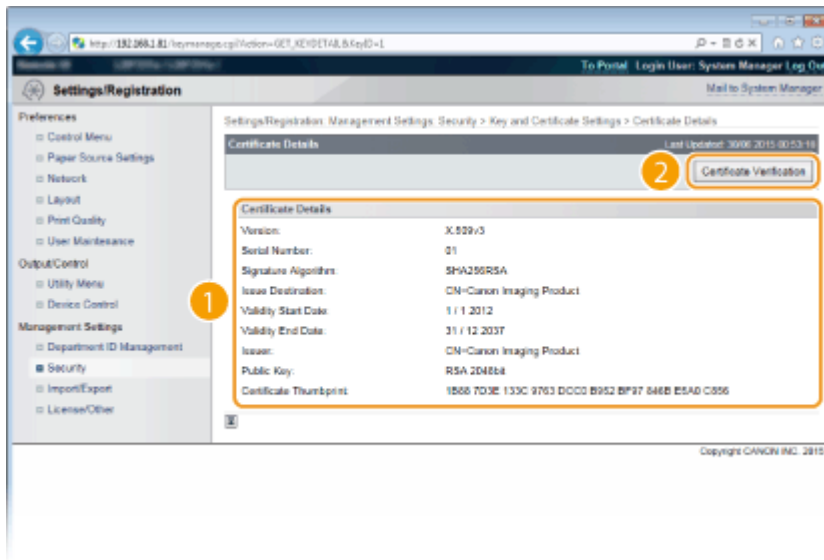 http://192.168.1.81/keymanage.cgi?Action=GET_KEYDETAIL&KeyID=1
To Portal Login User: System Manager Log Ou
Settings/Registration
Mail to System Manager
Preferences
Control Menu
Paper Source Settings
Network
Layout
Print Quality
User Maintenance
Output/Control
Utility Menu
Device Control
Management Settings
Department ID Management
Security
Import/Export
License/Other
Settings/Registration: Management Settings: Security > Key and Certificate Settings > Certificate Details
Certificate Details
Last Updated: 30/06 2015 00:53:16
2
Certificate Verification
1
Certificate Details
Version: X.509v3
Serial Number: 01
Signature Algorithm: SHA256RSA
Issue Destination: CN=Canon Imaging Product
Validity Start Date: 1 / 1 2012
Validity End Date: 31 / 12 2037
Issuer: CN=Canon Imaging Product
Public Key: RSA 2048bit
Certificate Thumbprint: 1B88 7D3E 133C 9763 DCC0 B952 BF97 846B E5A0 C856
Copyright CANON INC. 2015